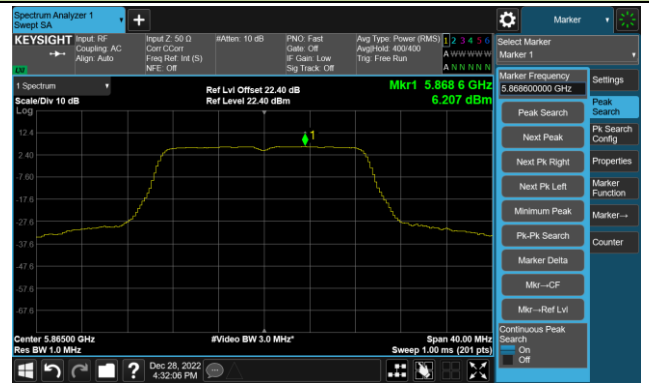 Spectrum Analyzer 1
Swept SA
+
Marker
KEYSIGHT
Input: RF
Coupling: AC
Align: Auto
Input Z: 50 Ω
Corr CCorr
Freq Ref: Int (S)
NFE: Off
#Atten: 10 dB
PNO: Fast
Gate: Off
IF Gain: Low
Sig Track: Off
Avg Type: Power (RMS)
Avg|Hold: 400/400
Trig: Free Run
1 2 3 4 5 6
A W W W W W
A N N N N N
Select Marker
Marker 1
1 Spectrum
Scale/Div 10 dB
Log
Ref Lvl Offset 22.40 dB
Ref Level 22.40 dBm
Mkr1 5.868 6 GHz
6.207 dBm
1
12.4
2.40
-7.60
-17.6
-27.6
-37.6
-47.6
-57.6
-67.6
Center 5.86500 GHz
Res BW 1.0 MHz
#Video BW 3.0 MHz*
Span 40.00 MHz
Sweep 1.00 ms (201 pts)
Marker Frequency
5.868600000 GHz
Peak Search
Next Peak
Next Pk Right
Next Pk Left
Minimum Peak
Pk-Pk Search
Marker Delta
Mkr→CF
Mkr→Ref Lvl
Continuous Peak
Search
On
Off
Settings
Peak
Search
Pk Search
Config
Properties
Marker
Function
Marker→
Counter
?
Dec 28, 2022
4:32:06 PM